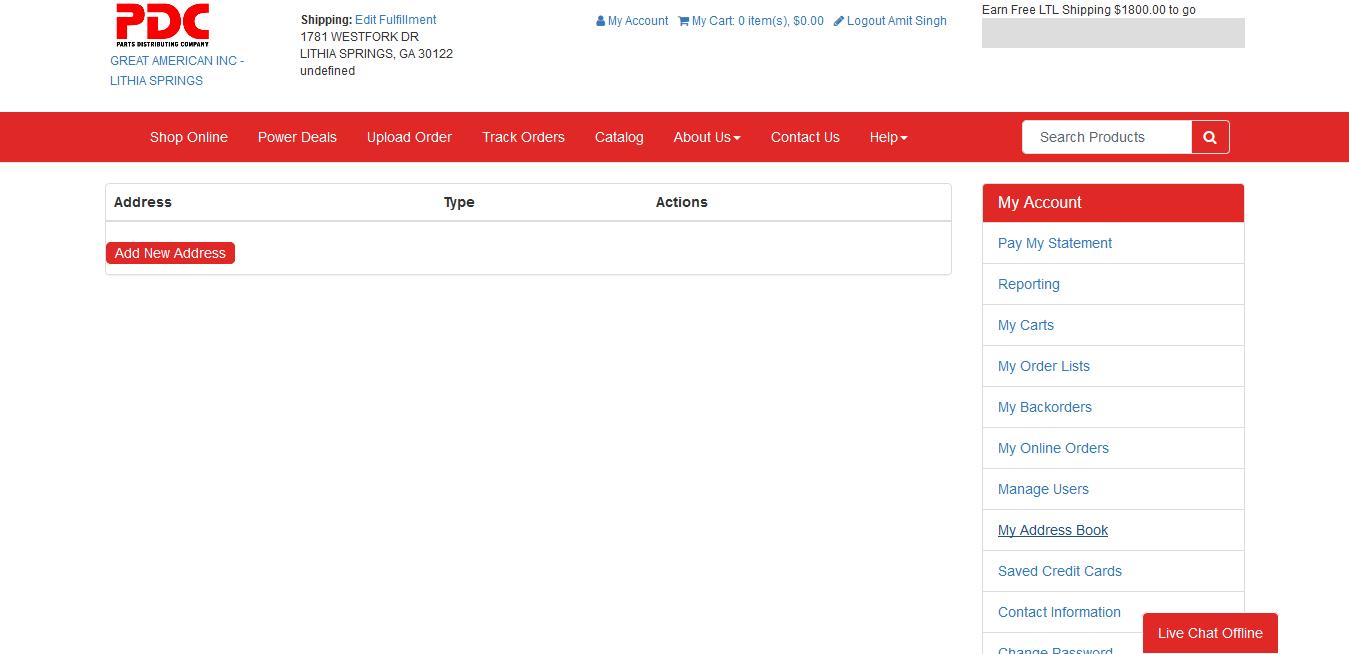 PDC
PARTS DISTRIBUTING COMPANY
GREAT AMERICAN INC -
LITHIA SPRINGS
Shipping: Edit Fulfillment
1781 WESTFORK DR
LITHIA SPRINGS, GA 30122
undefined
My Account My Cart: 0 item(s), $0.00 Logout Amit Singh
Earn Free LTL Shipping $1800.00 to go
Shop Online Power Deals Upload Order Track Orders Catalog About Us Contact Us Help Search Products
Address Type Actions
Add New Address
My Account
Pay My Statement
Reporting
My Carts
My Order Lists
My Backorders
My Online Orders
Manage Users
My Address Book
Saved Credit Cards
Contact Information
Change Password
Live Chat Offline